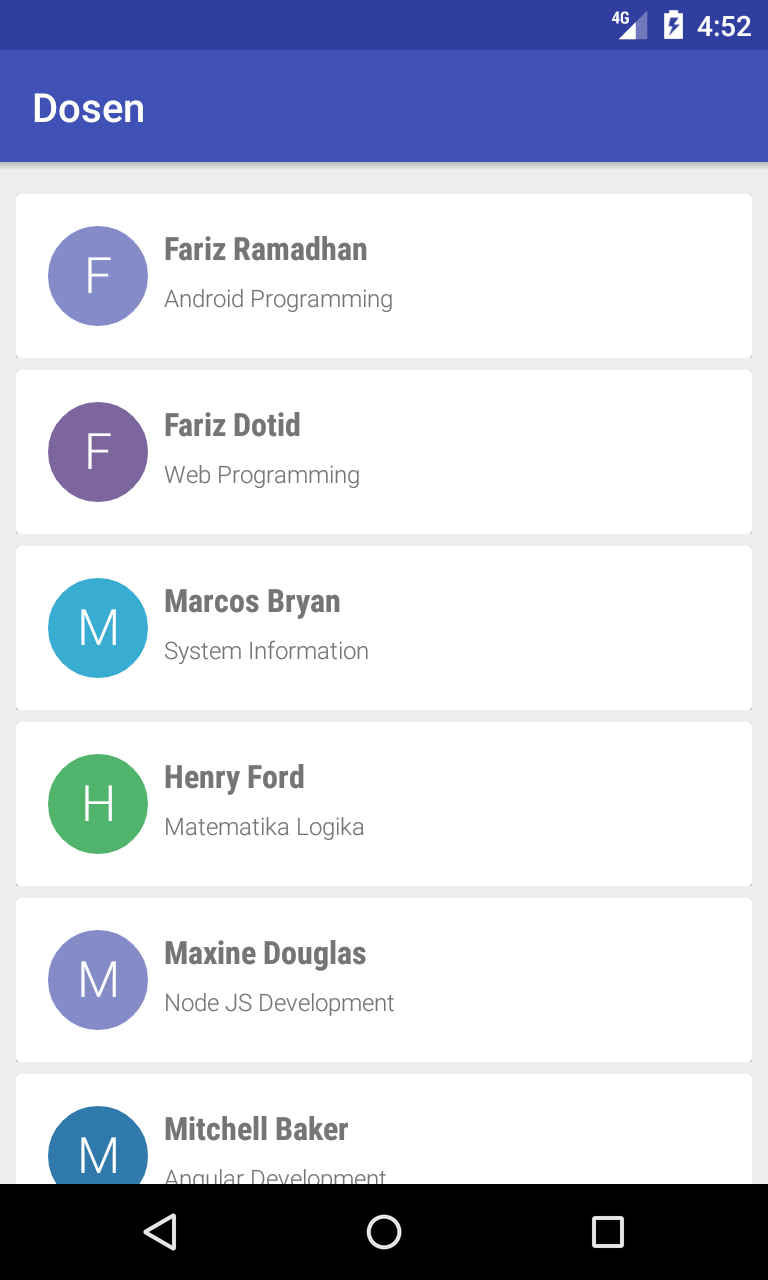 4G 4:52
Dosen
F
Fariz Ramadhan
Android Programming
F
Fariz Dotid
Web Programming
M
Marcos Bryan
System Information
H
Henry Ford
Matematika Logika
M
Maxine Douglas
Node JS Development
M
Mitchell Baker
Angular Development